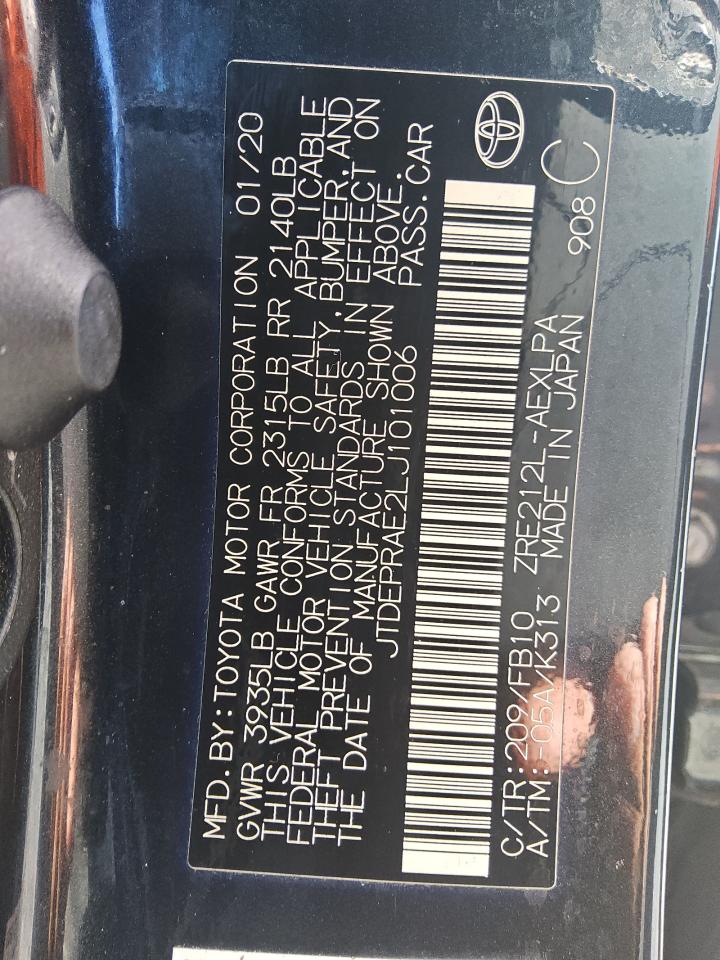 MFD.BY:TOYOTA MOTOR CORPORATION 01/20
GVWR 3935LB GAWR FR 2315LB RR 2140LB
THIS VEHICLE CONFORMS TO ALL APPLICABLE
FEDERAL MOTOR VEHICLE SAFETY,BUMPER,AND
THEFT PREVENTION STANDARDS IN EFFECT ON
THE DATE OF MANUFACTURE SHOWN ABOVE.
JTDEPRAE2LJ101006 PASS.CAR
C/TR:209/FB10 ZRE212L-AEXLPA
A/TM:-05A/K313 MADE IN JAPAN 908 C